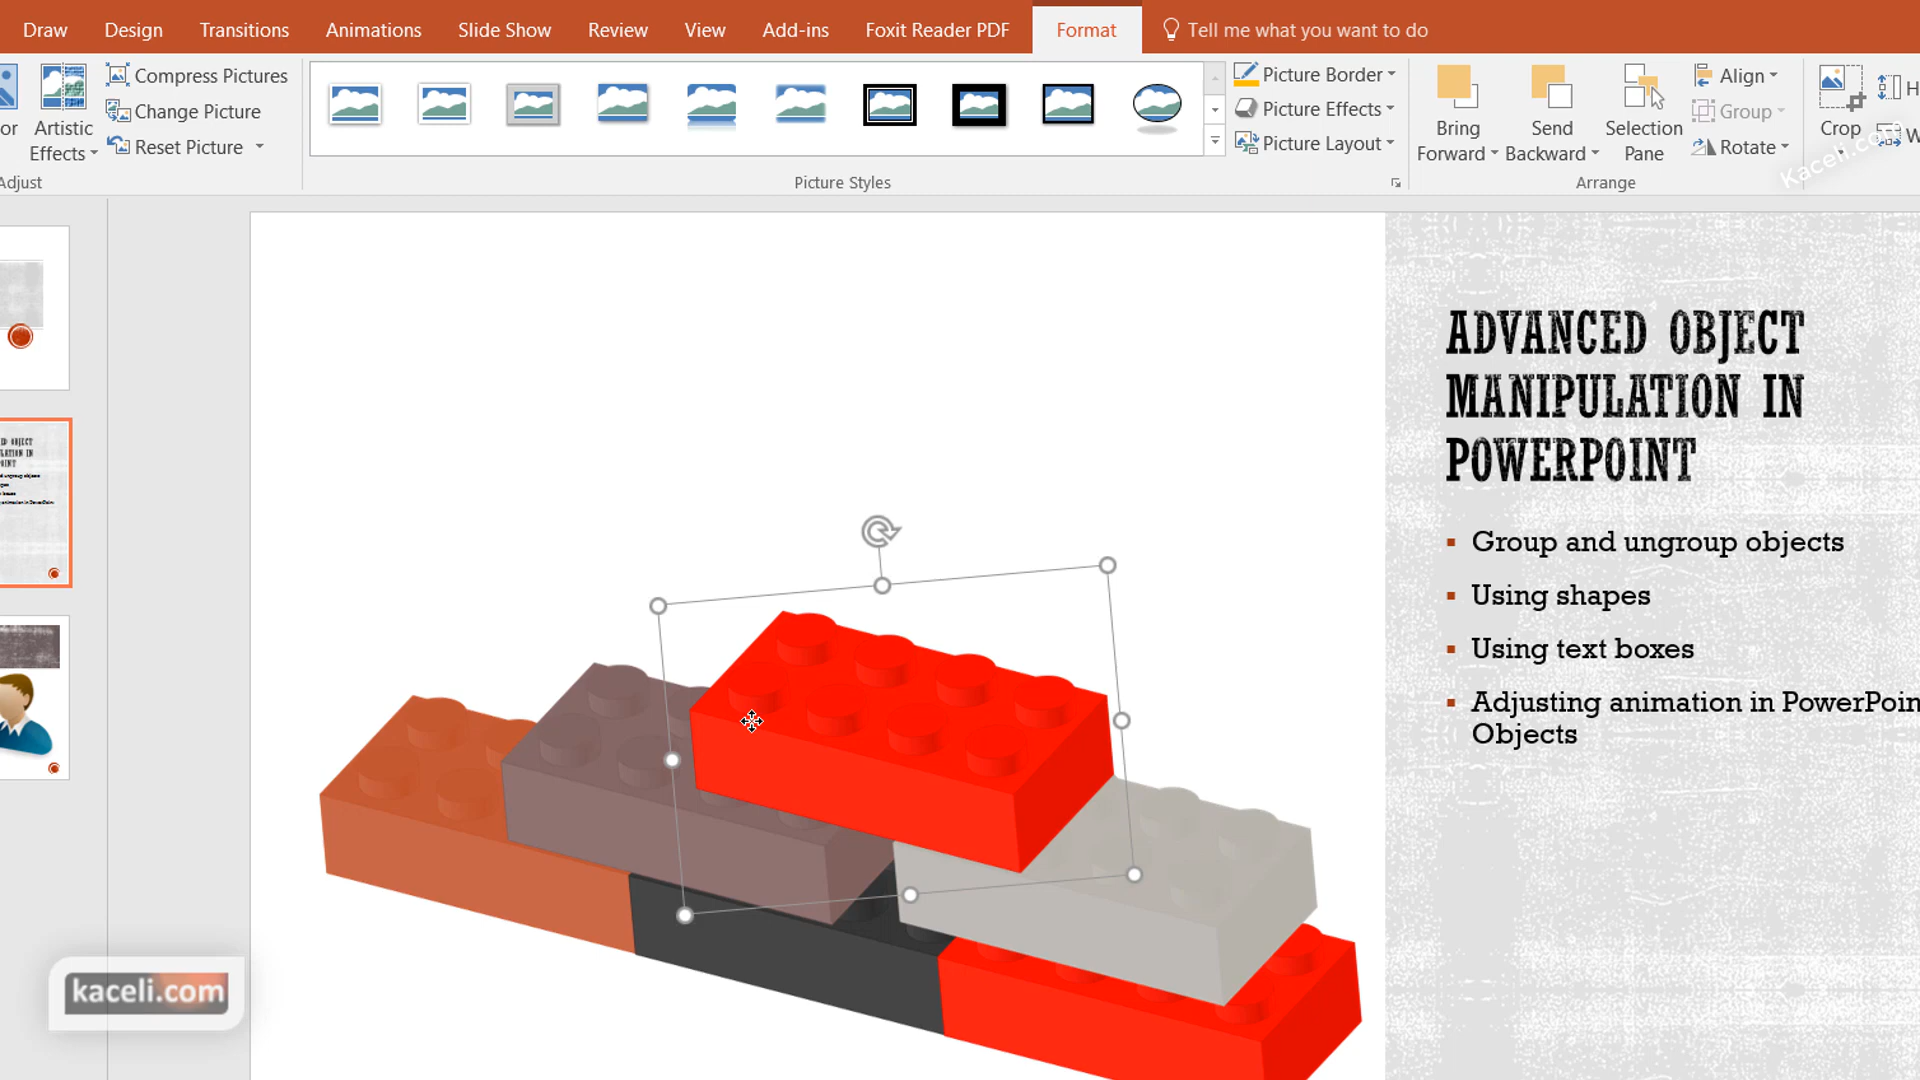 Draw Design Transitions Animations Slide Show Review View Add-ins Foxit Reader PDF Format Tell me what you want to do
Compress Pictures
Change Picture
Reset Picture
or
Artistic
Effects
Adjust
Picture Styles
Picture Border
Picture Effects
Picture Layout
Bring
Forward
Send
Backward
Selection
Pane
Align
Group
Rotate
Arrange
Crop
H
W
Kaceli.com
ADVANCED OBJECT
MANIPULATION IN
POWERPOINT
Group and ungroup objects
Using shapes
Using text boxes
Adjusting animation in PowerPoin
Objects
kaceli.com